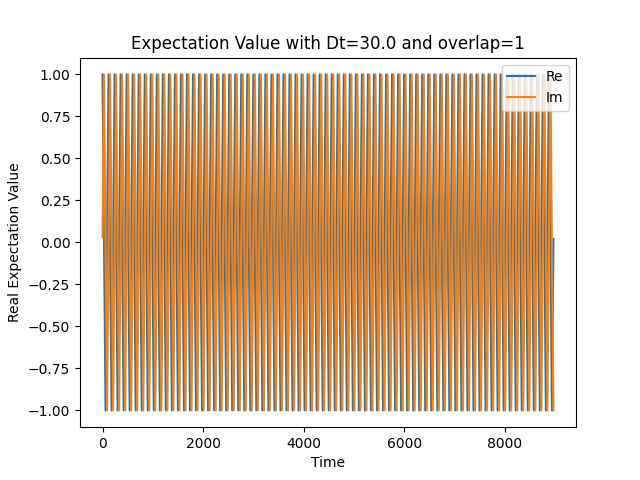 Expectation Value with Dt=30.0 and overlap=1
Re
Im
1.00
0.75
0.50
0.25
0.00
−0.25
−0.50
−0.75
−1.00
Real Expectation Value
0 2000 4000 6000 8000
Time